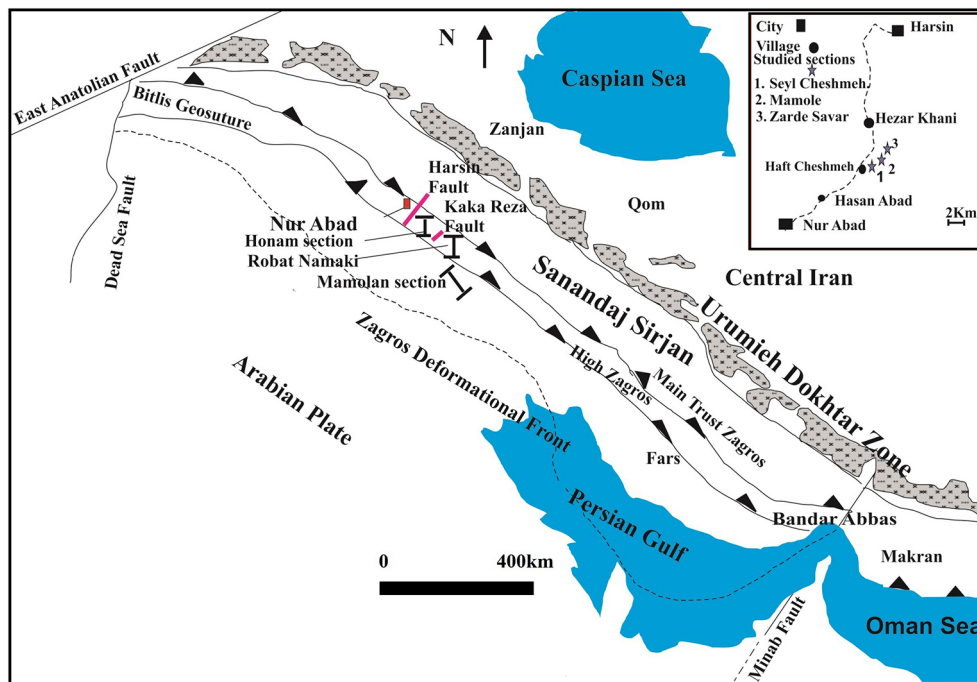 East Anatolian Fault
Bitlis Geosuture
Dead Sea Fault
N
Caspian Sea
Zanjan
Harsin
Fault
Kaka Reza
Fault
Nur Abad
Honam section
Robat Namaki
Mamolan section
Qom
Central Iran
Sanandaj Sirjan
Urumieh Dokhtar Zone
Zagros Deformational Front
High Zagros
Main Trust Zagros
Arabian Plate
Fars
Persian Gulf
Bandar Abbas
Makran
Minab Fault
Oman Sea
0 400km
City
Village
Studied sections
1. Seyl Cheshmeh.
2. Mamole
3. Zarde Savar
Harsin
Hezar Khani
3
Haft Cheshmeh
2
1
Hasan Abad
Nur Abad
2Km